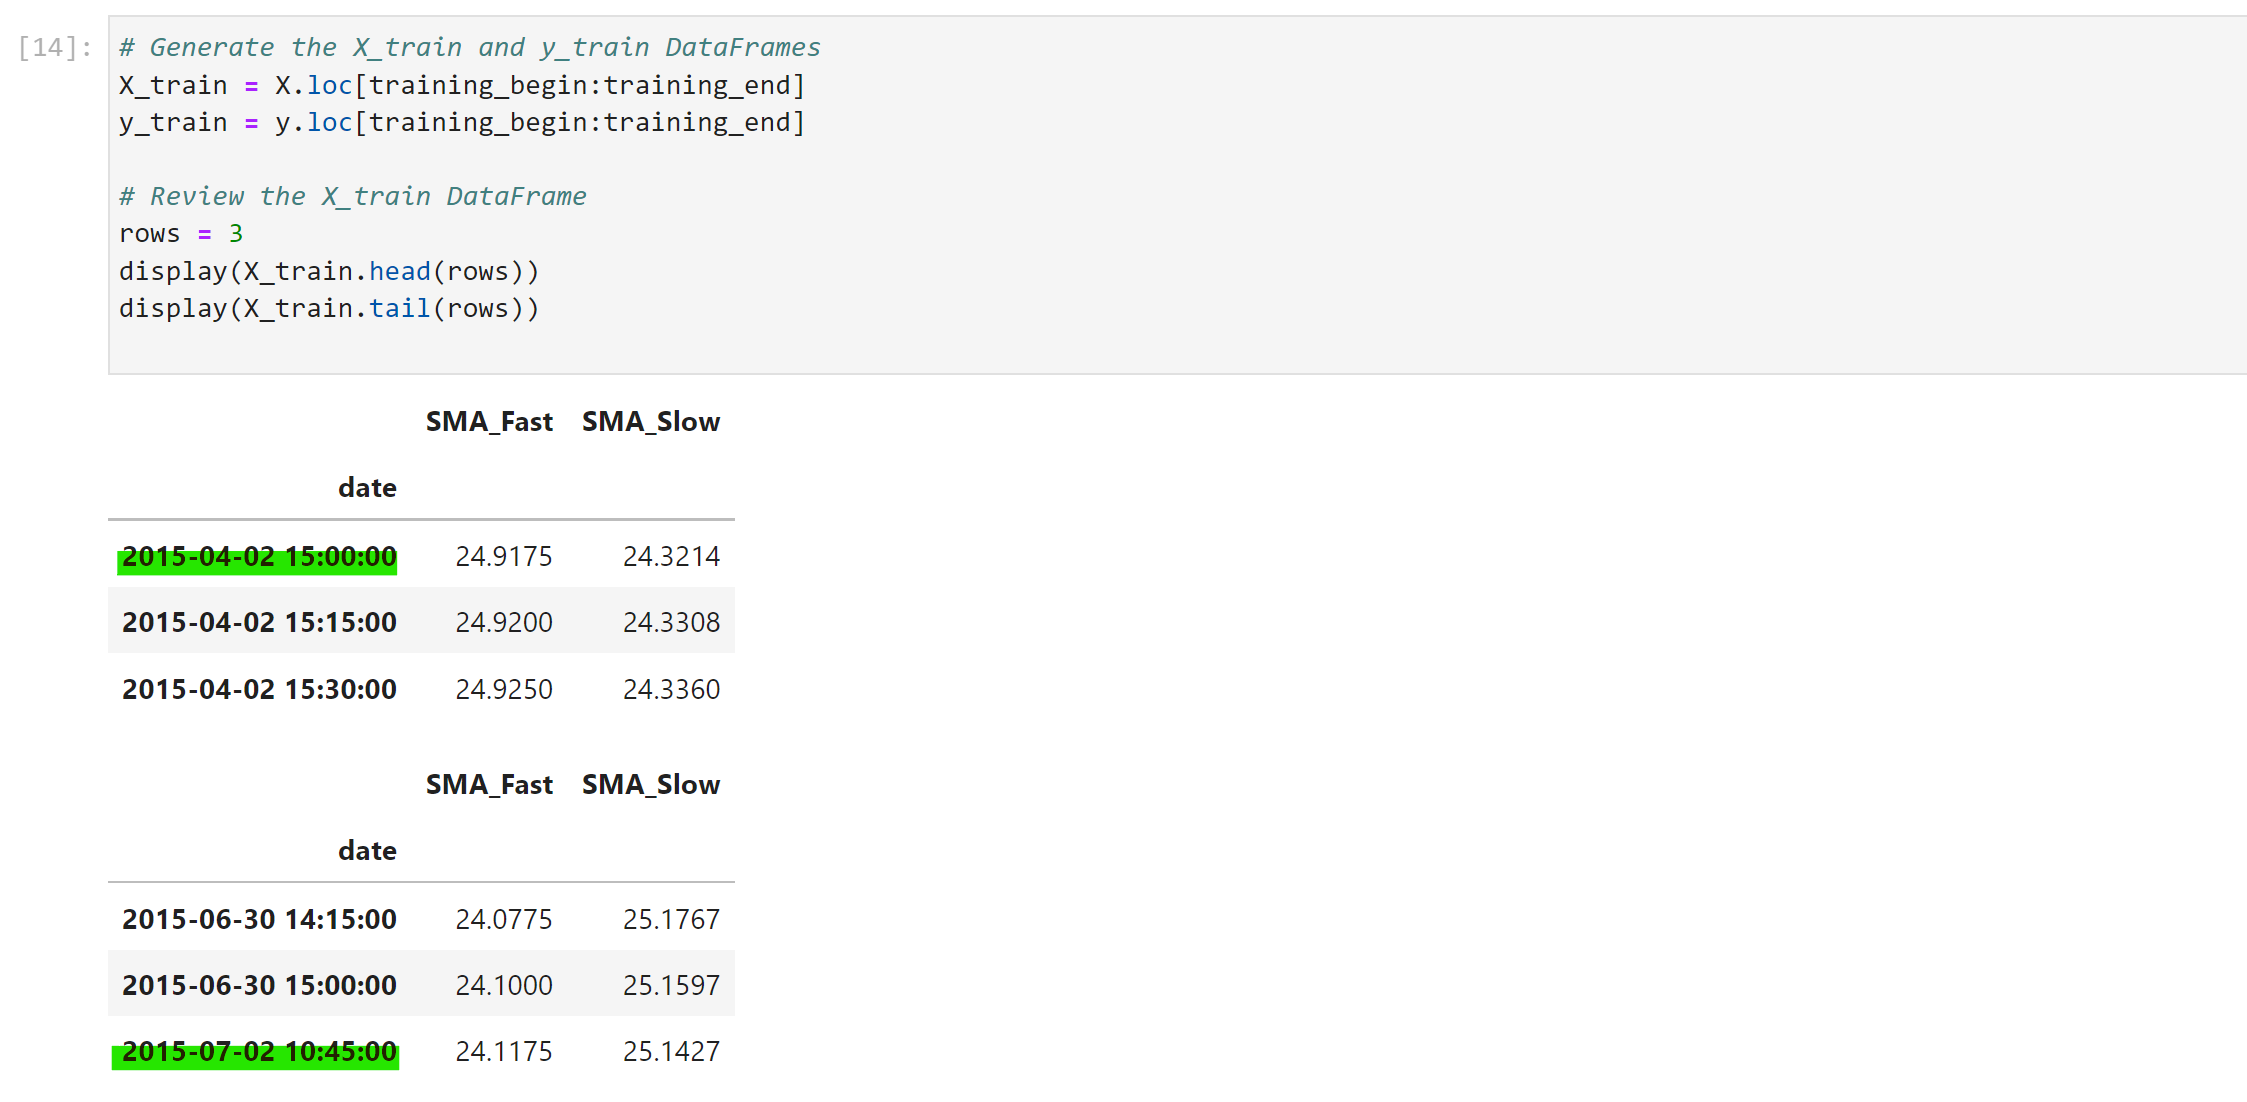 [14]: # Generate the X_train and y_train DataFrames
X_train = X.loc[training_begin:training_end]
y_train = y.loc[training_begin:training_end]
# Review the X_train DataFrame
rows = 3
display(X_train.head(rows))
display(X_train.tail(rows))
SMA_Fast SMA_Slow
date
2015-04-02 15:00:00 24.9175 24.3214
2015-04-02 15:15:00 24.9200 24.3308
2015-04-02 15:30:00 24.9250 24.3360
SMA_Fast SMA_Slow
date
2015-06-30 14:15:00 24.0775 25.1767
2015-06-30 15:00:00 24.1000 25.1597
2015-07-02 10:45:00 24.1175 25.1427